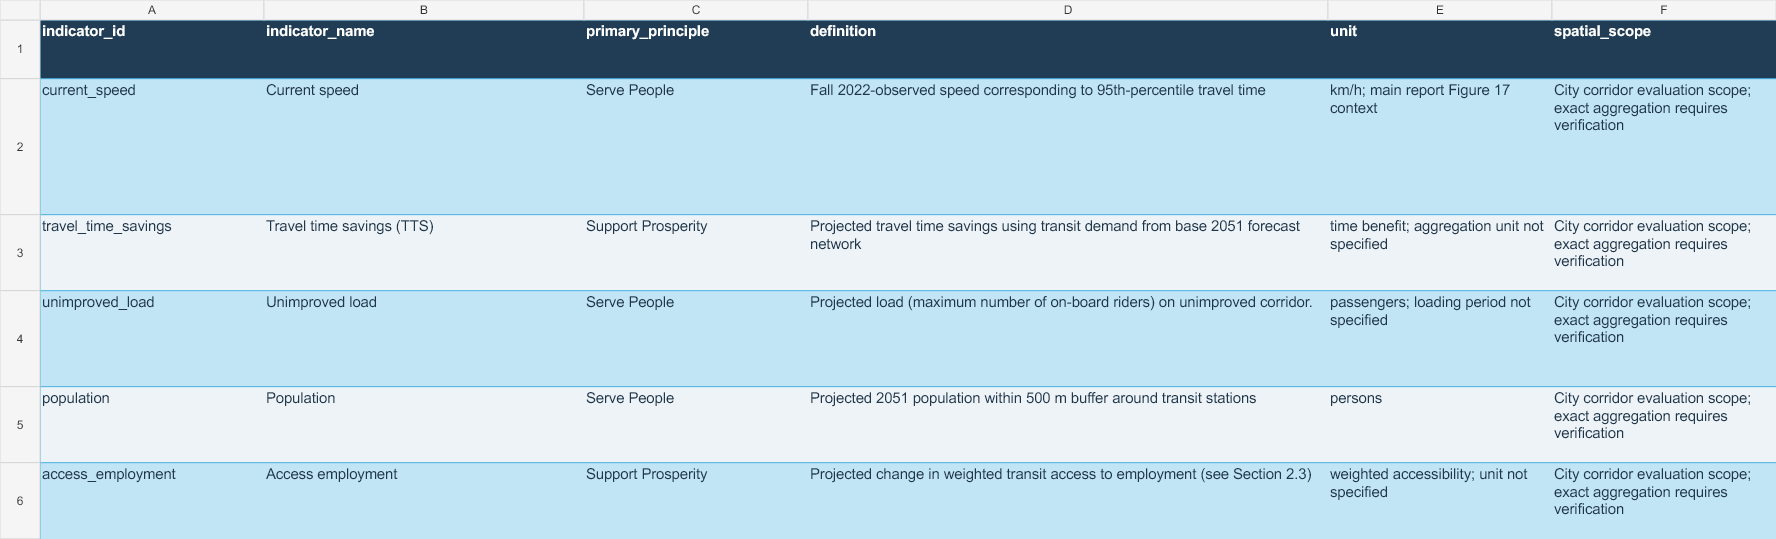 A B C D E F
1 indicator_id indicator_name primary_principle definition unit spatial_scope
2 current_speed Current speed Serve People Fall 2022-observed speed corresponding to 95th-percentile travel time km/h; main report Figure 17 City corridor evaluation scope;
context exact aggregation requires
verification
3 travel_time_savings Travel time savings (TTS) Support Prosperity Projected travel time savings using transit demand from base 2051 forecast time benefit; aggregation unit not City corridor evaluation scope;
network specified exact aggregation requires
verification
4 unimproved_load Unimproved load Serve People Projected load (maximum number of on-board riders) on unimproved corridor. passengers; loading period not City corridor evaluation scope;
specified exact aggregation requires
verification
5 population Population Serve People Projected 2051 population within 500 m buffer around transit stations persons City corridor evaluation scope;
exact aggregation requires
verification
6 access_employment Access employment Support Prosperity Projected change in weighted transit access to employment (see Section 2.3) weighted accessibility; unit not City corridor evaluation scope;
specified exact aggregation requires
verification